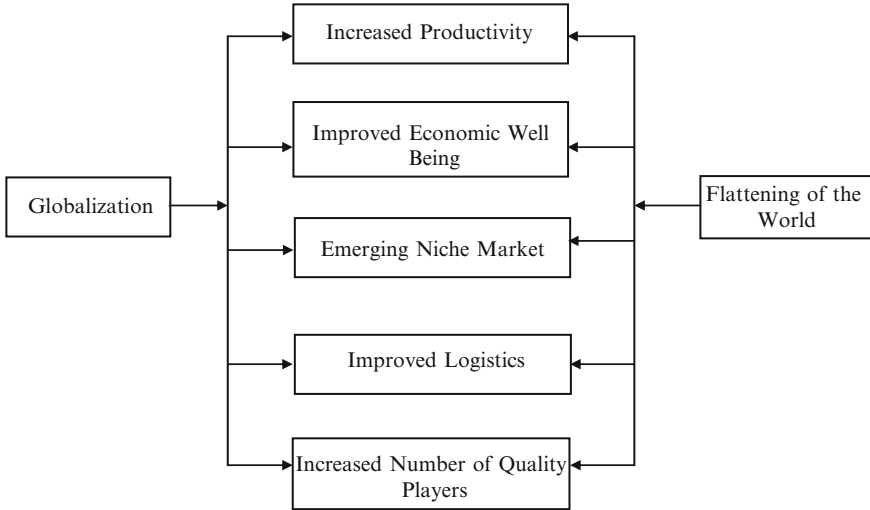 Increased Productivity
Improved Economic Well
Being
Globalization
Flattening of the
World
Emerging Niche Market
Improved Logistics
Increased Number of Quality
Players